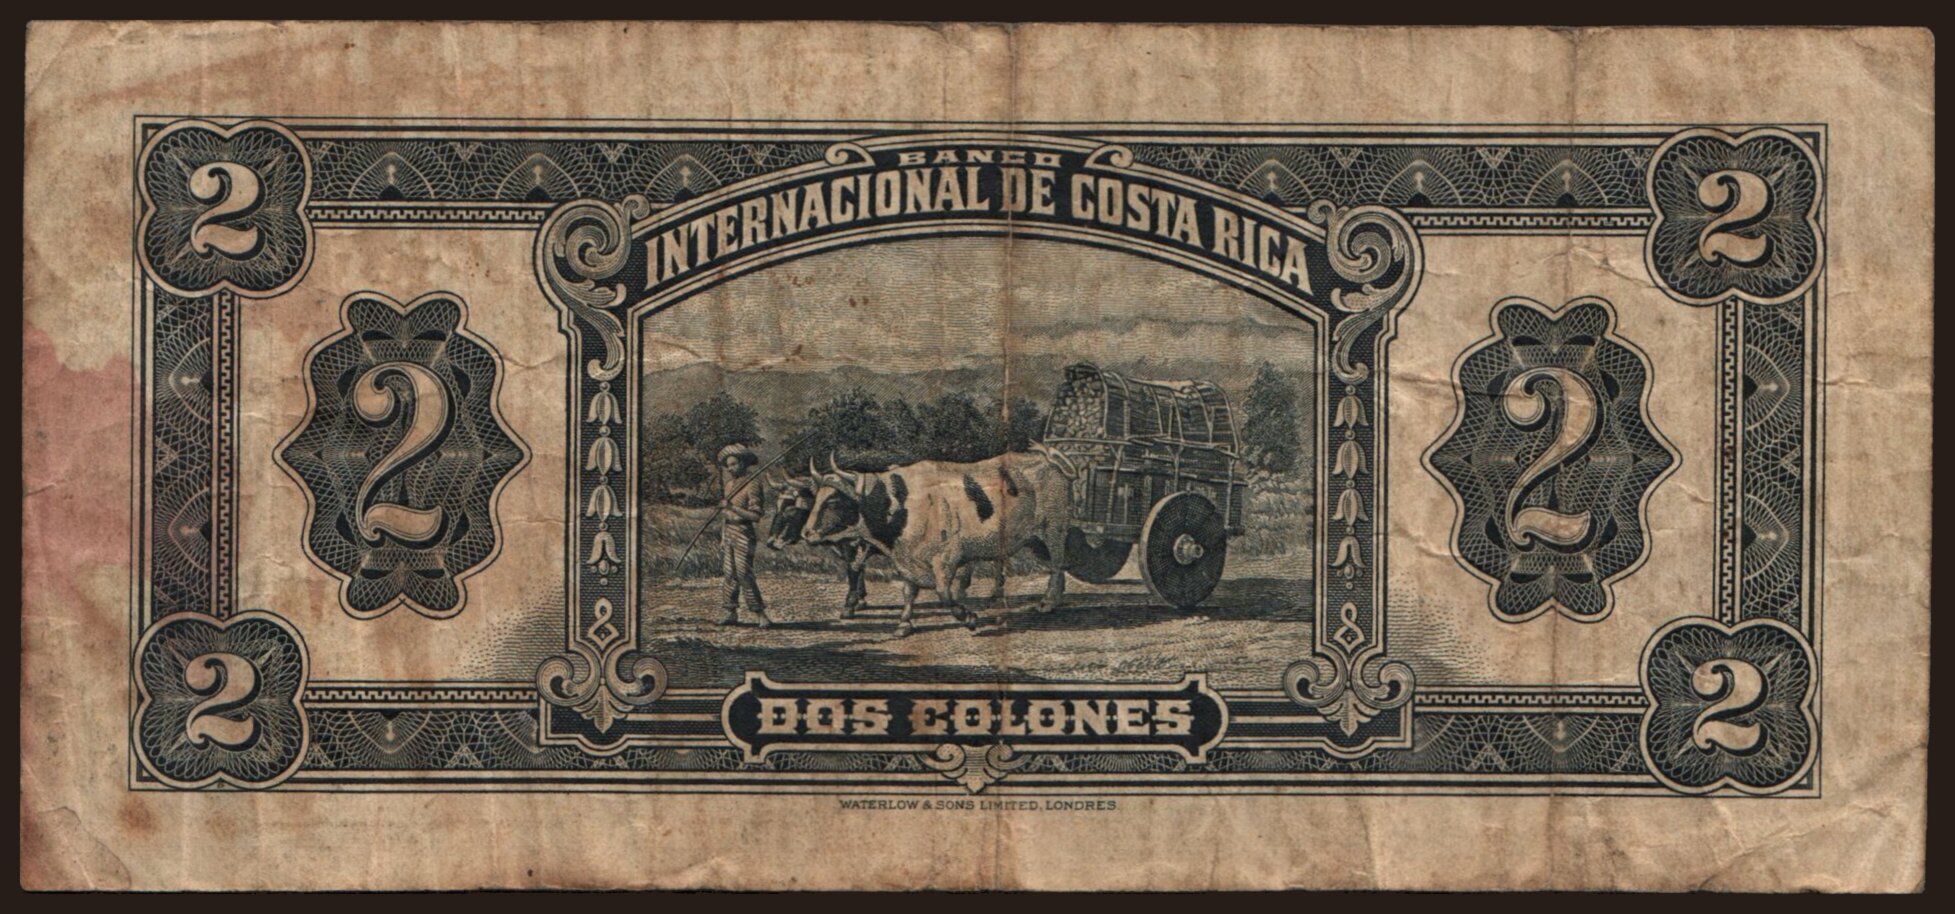 2 2
BANCO
INTERNACIONAL DE COSTA RICA
2 2
2 2
DOS COLONES
WATERLOW & SONS LIMITED, LONDRES.